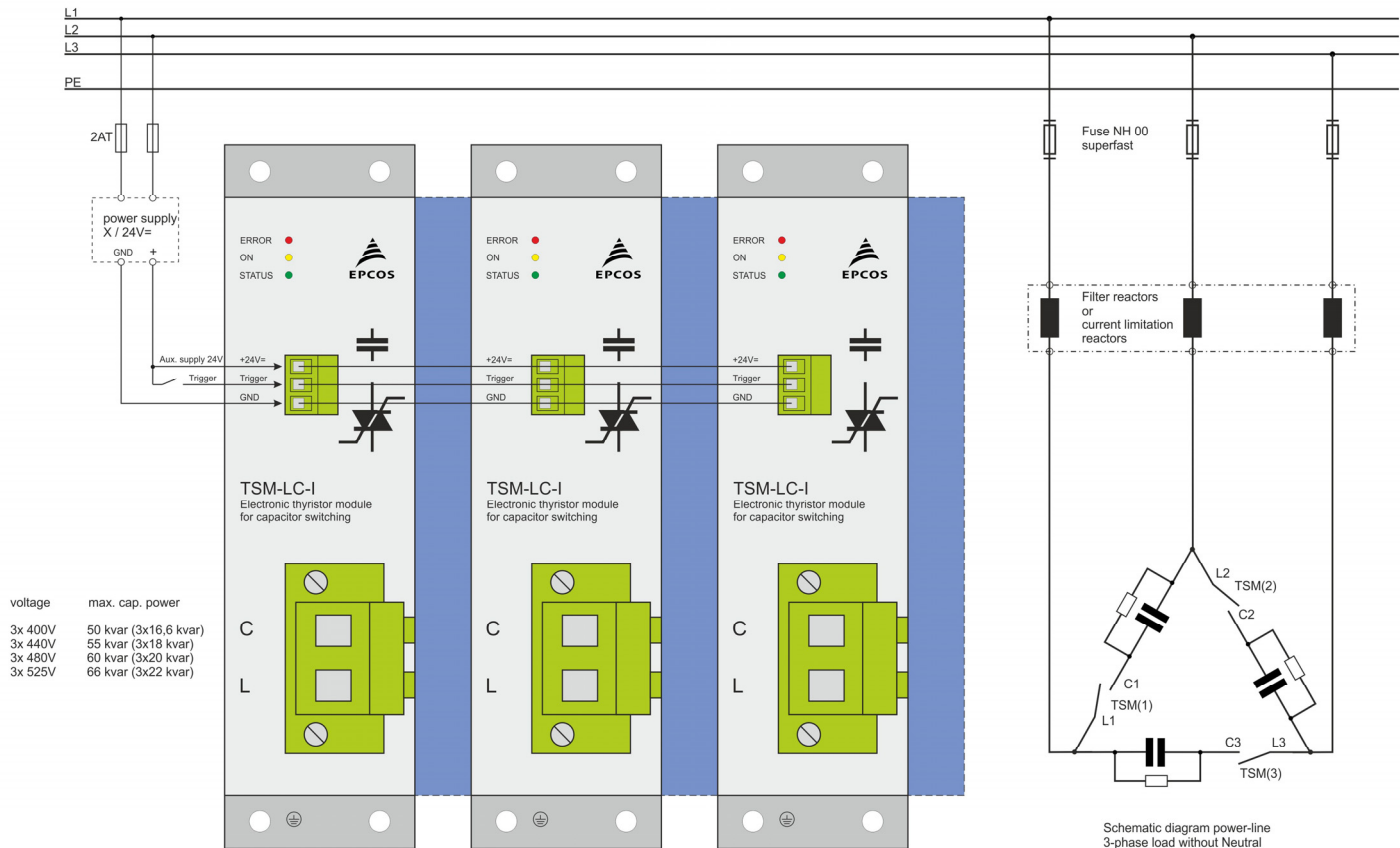 L1
L2
L3
PE
2AT
power supply
X / 24V=
GND +
Aux. supply 24V
Trigger
ERROR
ON
STATUS
EPCOS
+24V=
Trigger
GND
TSM-LC-I
Electronic thyristor module
for capacitor switching
C
L
ERROR
ON
STATUS
EPCOS
+24V=
Trigger
GND
TSM-LC-I
Electronic thyristor module
for capacitor switching
C
L
ERROR
ON
STATUS
EPCOS
+24V=
Trigger
GND
TSM-LC-I
Electronic thyristor module
for capacitor switching
C
L
voltage max. cap. power
3x 400V 50 kvar (3x16,6 kvar)
3x 440V 55 kvar (3x18 kvar)
3x 480V 60 kvar (3x20 kvar)
3x 525V 66 kvar (3x22 kvar)
Fuse NH 00
superfast
Filter reactors
or
current limitation
reactors
L2
TSM(2)
C2
C1
TSM(1)
L1
C3 L3
TSM(3)
Schematic diagram power-line
3-phase load without Neutral